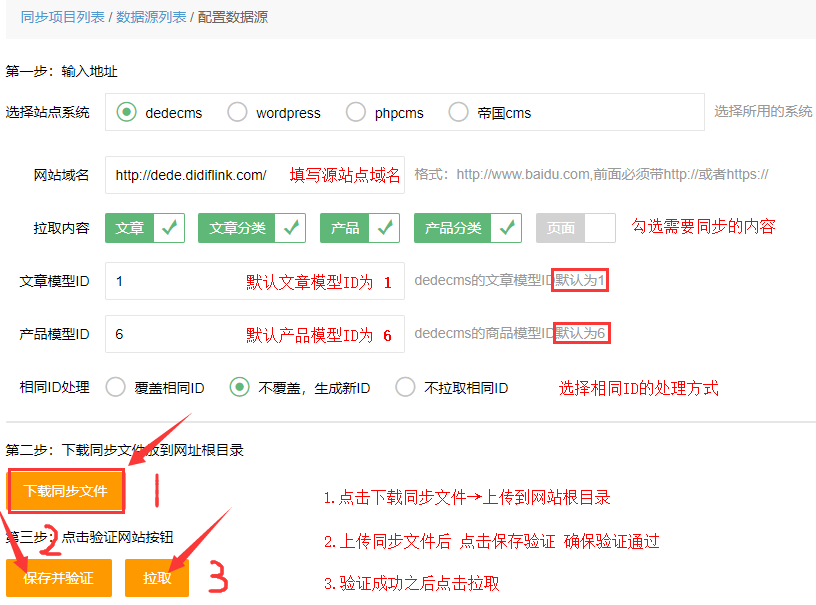 同步项目列表 / 数据源列表 / 配置数据源
第一步：输入地址
选择站点系统 dedecms wordpress phpcms 帝国cms 选择所用的系统
网站域名 http://dede.didiflink.com/ 填写源站点域名 格式：http://www.baidu.com,前面必须带http://或者https://
拉取内容 文章 文章分类 产品 产品分类 页面 勾选需要同步的内容
文章模型ID 1 默认文章模型ID为 1 dedecms的文章模型ID默认为1
产品模型ID 6 默认产品模型ID为 6 dedecms的商品模型ID默认为6
相同ID处理 覆盖相同ID 不覆盖，生成新ID 不拉取相同ID 选择相同ID的处理方式
第二步：下载同步文件放到网址根目录
下载同步文件 1 1.点击下载同步文件→上传到网站根目录
第三步：点击验证网站按钮
2 2.上传同步文件后 点击保存验证 确保验证通过
保存并验证 拉取 3 3.验证成功之后点击拉取